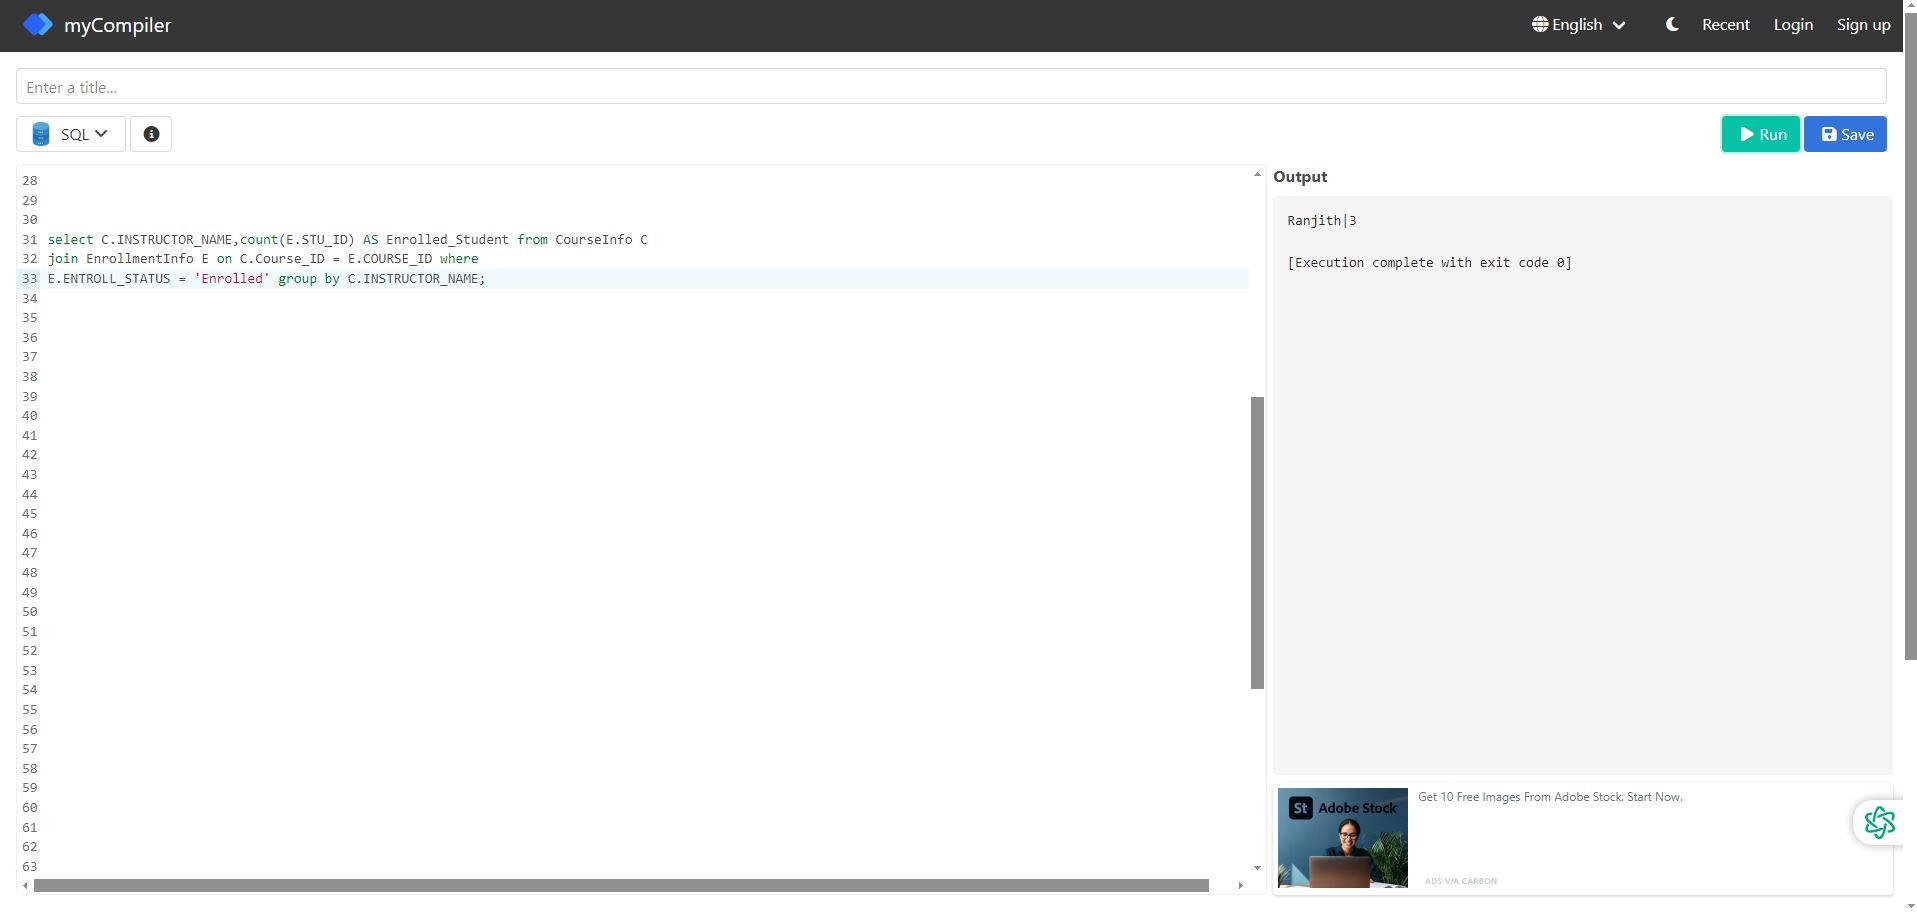 myCompiler
English
Recent
Login
Sign up
Enter a title...
SQL
Run
Save
28
29
30
31 select C.INSTRUCTOR_NAME,count(E.STU_ID) AS Enrolled_Student from CourseInfo C
32 join EnrollmentInfo E on C.Course_ID = E.COURSE_ID where
33 E.ENTROLL_STATUS = 'Enrolled' group by C.INSTRUCTOR_NAME;
34
35
36
37
38
39
40
41
42
43
44
45
46
47
48
49
50
51
52
53
54
55
56
57
58
59
60
61
62
63
Output
Ranjith|3
[Execution complete with exit code 0]
St Adobe Stock
Get 10 Free Images From Adobe Stock. Start Now.
ADS VIA CARBON